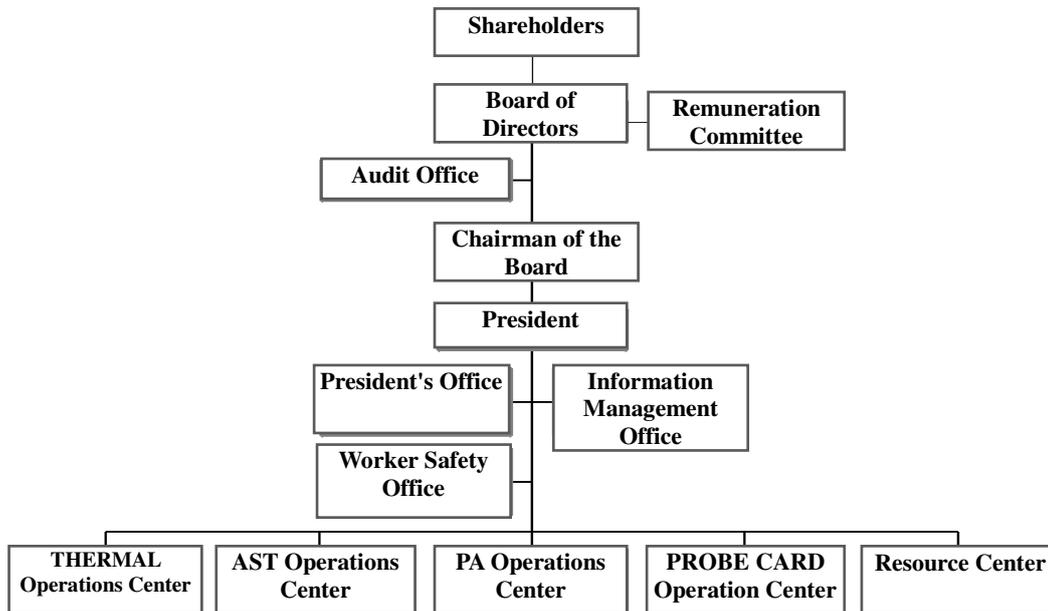 Shareholders
Board of
Directors
Remuneration
Committee
Audit Office
Chairman of the
Board
President
President's Office
Information
Management
Office
Worker Safety
Office
THERMAL
Operations Center
AST Operations
Center
PA Operations
Center
PROBE CARD
Operation Center
Resource Center